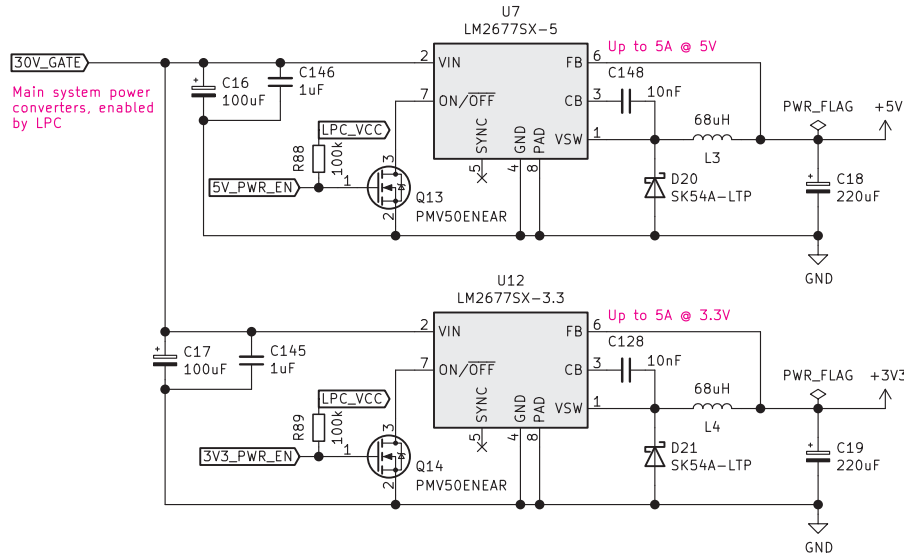 U7
LM2677SX-5
30V_GATE
Main system power
converters, enabled
by LPC
C16
100uF
C146
1uF
2
VIN
FB
6
Up to 5A @ 5V
7
ON/OFF
CB
3
C148
10nF
VSW
1
SYNC
5
GND
4
PAD
8
LPC_VCC
R88
100k
5V_PWR_EN
1
3
2
Q13
PMV50ENEAR
68uH
L3
D20
SK54A-LTP
PWR_FLAG
+5V
+
C18
220uF
GND
U12
LM2677SX-3.3
+
C17
100uF
C145
1uF
2
VIN
FB
6
Up to 5A @ 3.3V
7
ON/OFF
CB
3
C128
10nF
VSW
1
SYNC
5
GND
4
PAD
8
LPC_VCC
R89
100k
3V3_PWR_EN
1
3
2
Q14
PMV50ENEAR
68uH
L4
D21
SK54A-LTP
PWR_FLAG
+3V3
+
C19
220uF
GND